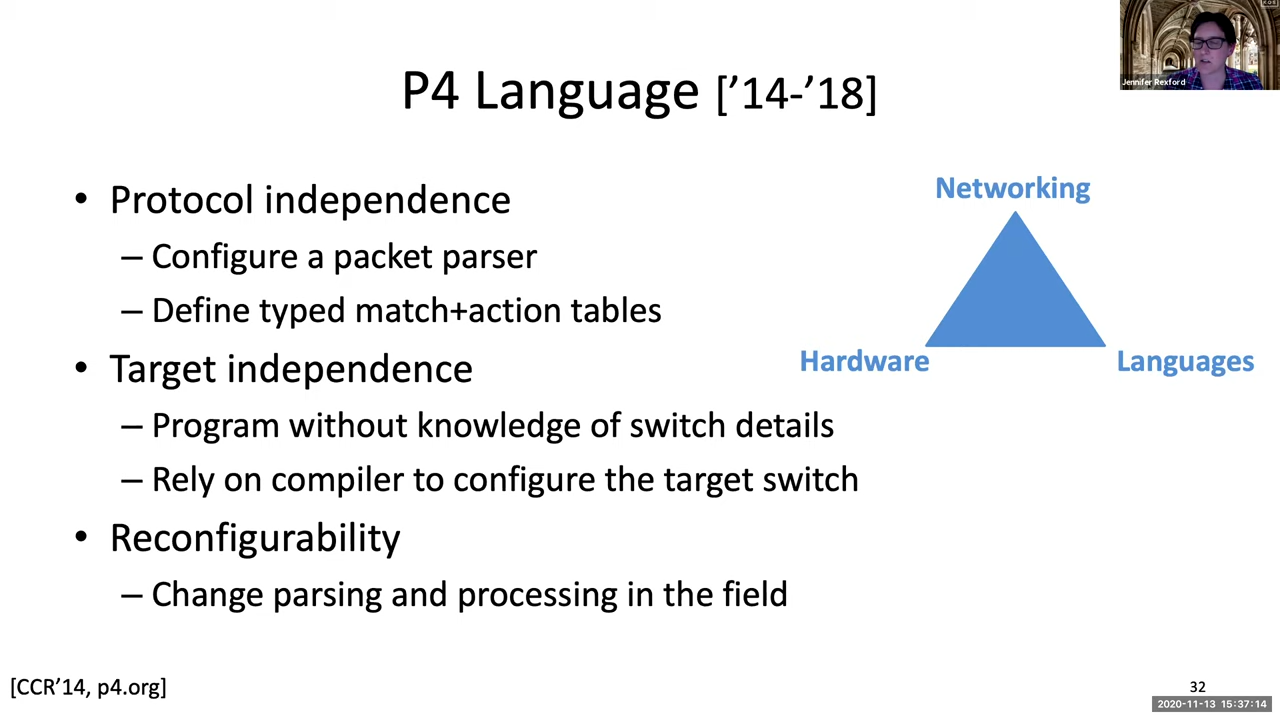 P4 Language [’14-’18]
• Protocol independence
– Configure a packet parser
– Define typed match+action tables
• Target independence
– Program without knowledge of switch details
– Rely on compiler to configure the target switch
• Reconfigurability
– Change parsing and processing in the field
Networking
Hardware
Languages
Jennifer Rexford
[CCR’14, p4.org]
32
2020-11-13 15:37:14